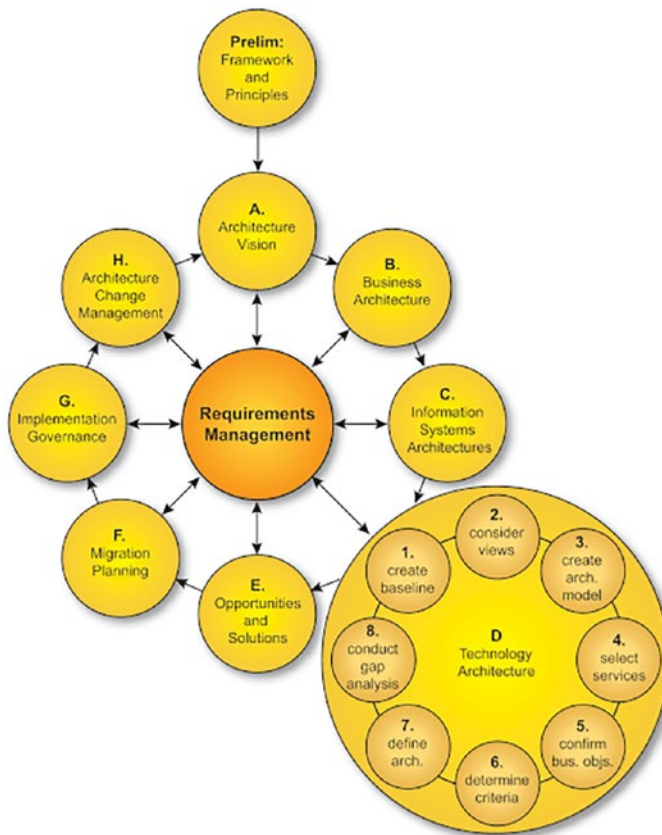 Prelim:
Framework
and
Principles
A.
Architecture
Vision
H.
Architecture
Change
Management
B.
Business
Architecture
G.
Implementation
Governance
Requirements
Management
C.
Information
Systems
Architectures
F.
Migration
Planning
E.
Opportunities
and
Solutions
D
Technology
Architecture
1.
create
baseline
2.
consider
views
3.
create
arch.
model
4.
select
services
5.
confirm
bus. objs.
6.
determine
criteria
7.
define
arch.
8.
conduct
gap
analysis